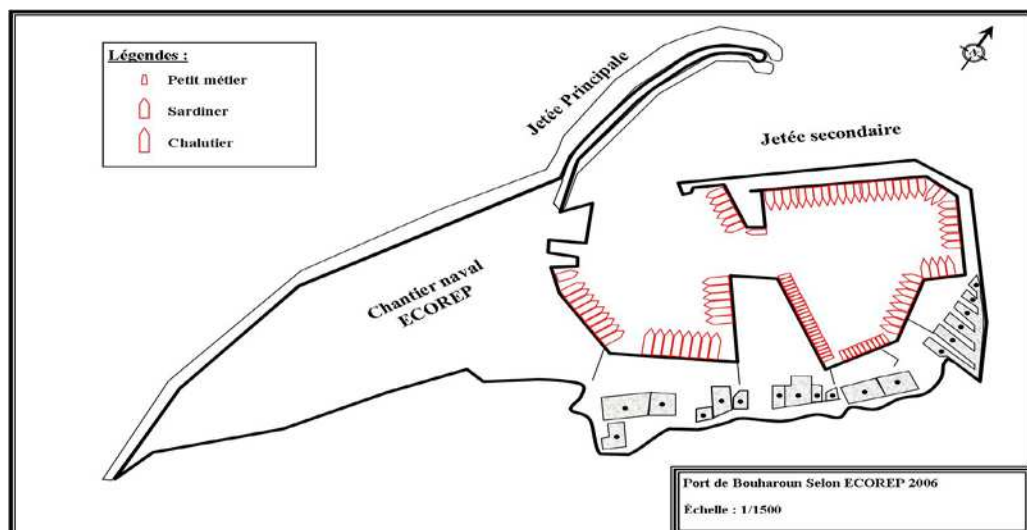 Légendes :
Petit métier
Sardiner
Chalutier
Jetée Principale
Jetée secondaire
Chantier naval
ECOREP
Port de Bouharoun Selon ECOREP 2006
Échelle : 1/1500